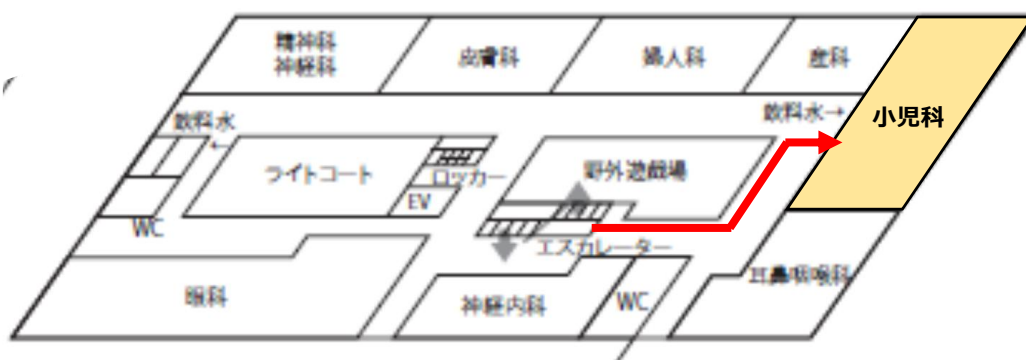 精神科
神経科
皮膚科
婦人科
産科
小児科
飲料水→
飲料水
←
ライトコート
ロッカー
EV
野外遊戯場
WC
エスカレーター
眼科
神経内科
WC
耳鼻咽喉科